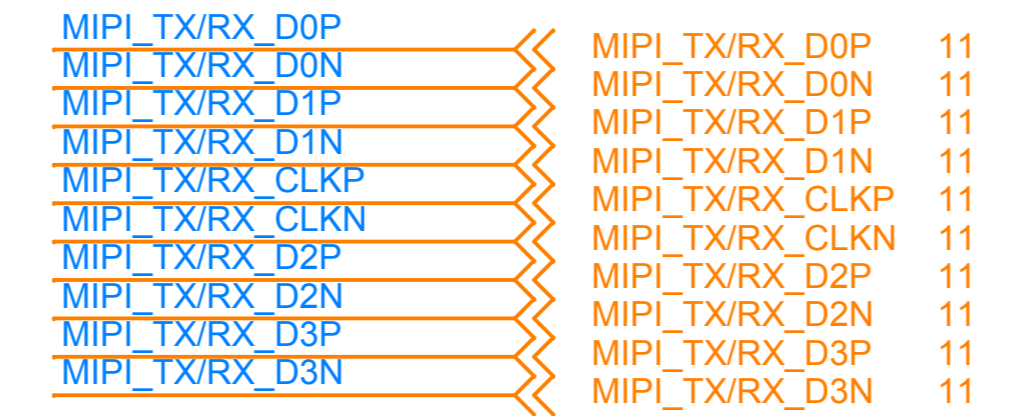 MIPI_TX/RX_D0P MIPI_TX/RX_D0P 11
MIPI_TX/RX_D0N MIPI_TX/RX_D0N 11
MIPI_TX/RX_D1P MIPI_TX/RX_D1P 11
MIPI_TX/RX_D1N MIPI_TX/RX_D1N 11
MIPI_TX/RX_CLKP MIPI_TX/RX_CLKP 11
MIPI_TX/RX_CLKN MIPI_TX/RX_CLKN 11
MIPI_TX/RX_D2P MIPI_TX/RX_D2P 11
MIPI_TX/RX_D2N MIPI_TX/RX_D2N 11
MIPI_TX/RX_D3P MIPI_TX/RX_D3P 11
MIPI_TX/RX_D3N MIPI_TX/RX_D3N 11